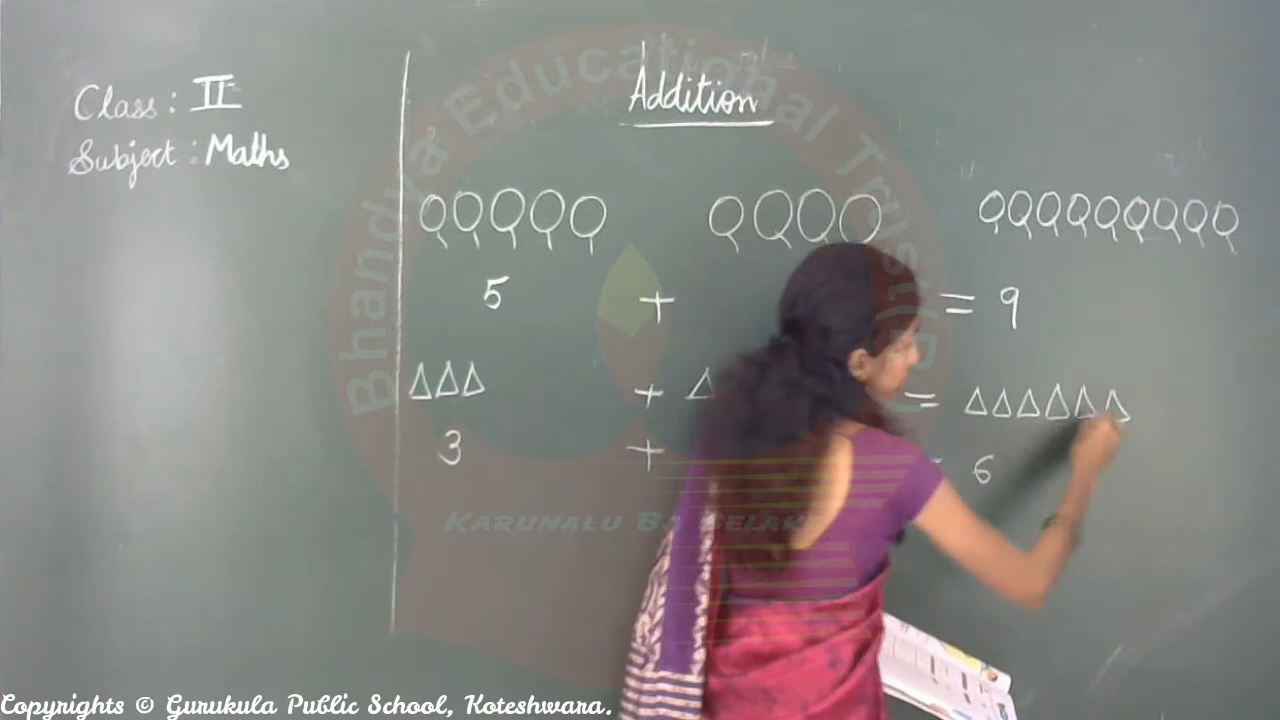 Class : II
Subject : Maths
Addition
5 + = 9
+ =
3 + = 6
Bhandya's Educational Trust (R.)
KARUNALU BA BELAKE
Copyrights © Gurukula Public School, Koteshwara.